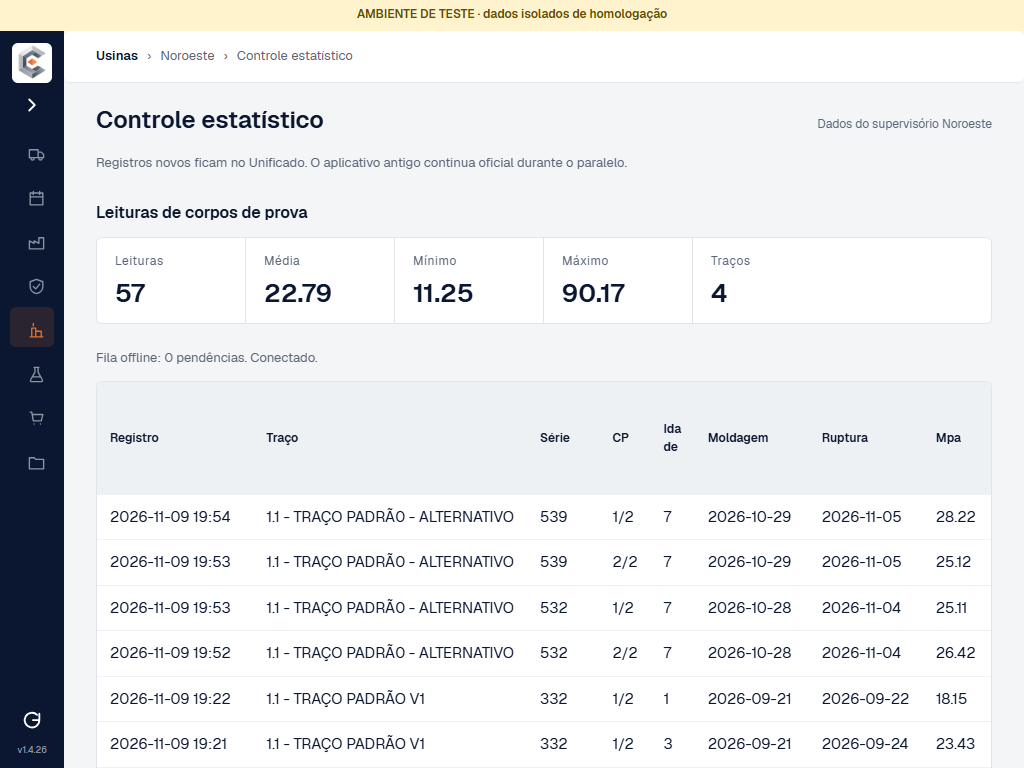 AMBIENTE DE TESTE · dados isolados de homologação
Usinas › Noroeste › Controle estatístico
Controle estatístico
Dados do supervisório Noroeste
Registros novos ficam no Unificado. O aplicativo antigo continua oficial durante o paralelo.
Leituras de corpos de prova
Leituras Média Mínimo Máximo Traços
57 22.79 11.25 90.17 4
Fila offline: 0 pendências. Conectado.
Registro Traço Série CP Ida de Moldagem Ruptura Mpa
2026-11-09 19:54 1.1 - TRAÇO PADRÃ0 - ALTERNATIVO 539 1/2 7 2026-10-29 2026-11-05 28.22
2026-11-09 19:53 1.1 - TRAÇO PADRÃ0 - ALTERNATIVO 539 2/2 7 2026-10-29 2026-11-05 25.12
2026-11-09 19:53 1.1 - TRAÇO PADRÃ0 - ALTERNATIVO 532 1/2 7 2026-10-28 2026-11-04 25.11
2026-11-09 19:52 1.1 - TRAÇO PADRÃ0 - ALTERNATIVO 532 2/2 7 2026-10-28 2026-11-04 26.42
2026-11-09 19:22 1.1 - TRAÇO PADRÃO V1 332 1/2 1 2026-09-21 2026-09-22 18.15
2026-11-09 19:21 1.1 - TRAÇO PADRÃO V1 332 1/2 3 2026-09-21 2026-09-24 23.43
v1.4.26